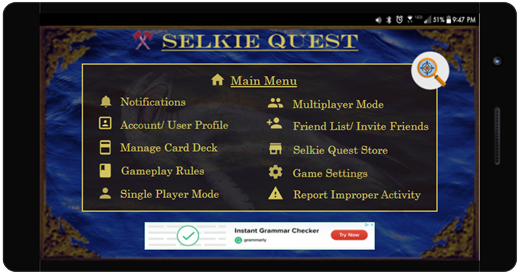 51% 9:47 PM
SELKIE QUEST
Main Menu
Notifications
Account/ User Profile
Manage Card Deck
Gameplay Rules
Single Player Mode
Multiplayer Mode
Friend List/ Invite Friends
Selkie Quest Store
Game Settings
Report Improper Activity
Instant Grammar Checker
grammarly
Try Now